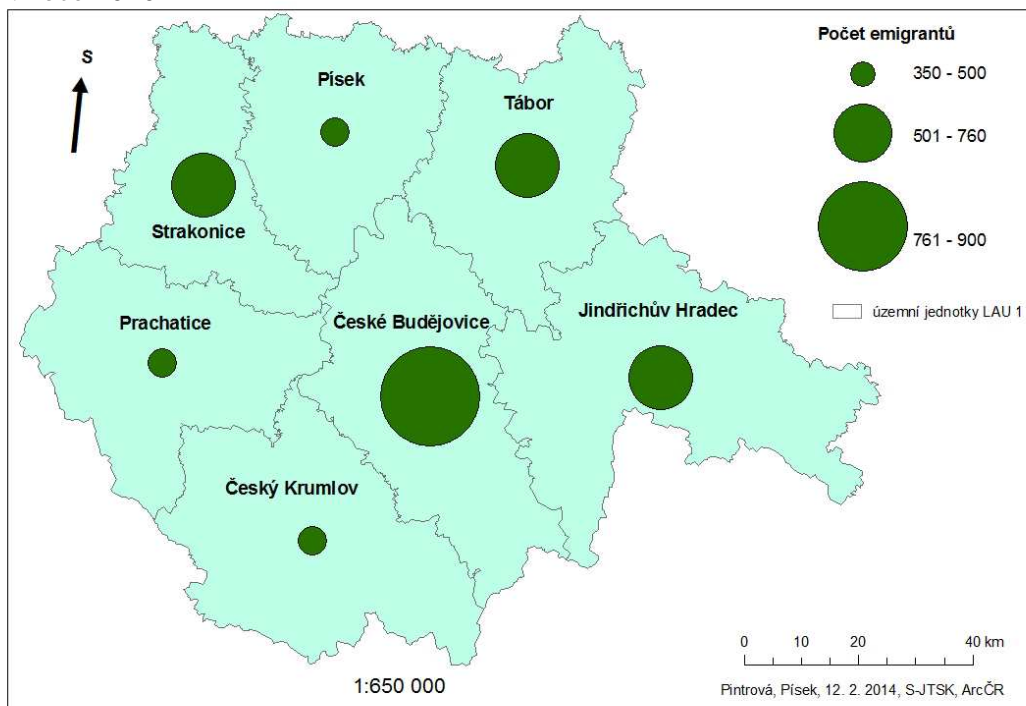 S
Písek
Tábor
Strakonice
Prachatice
České Budějovice
Jindřichův Hradec
Český Krumlov
1:650 000
Počet emigrantů
350 - 500
501 - 760
761 - 900
územní jednotky LAU 1
0 10 20 40 km
Pintrová, Písek, 12. 2. 2014, S-JTSK, ArcČR